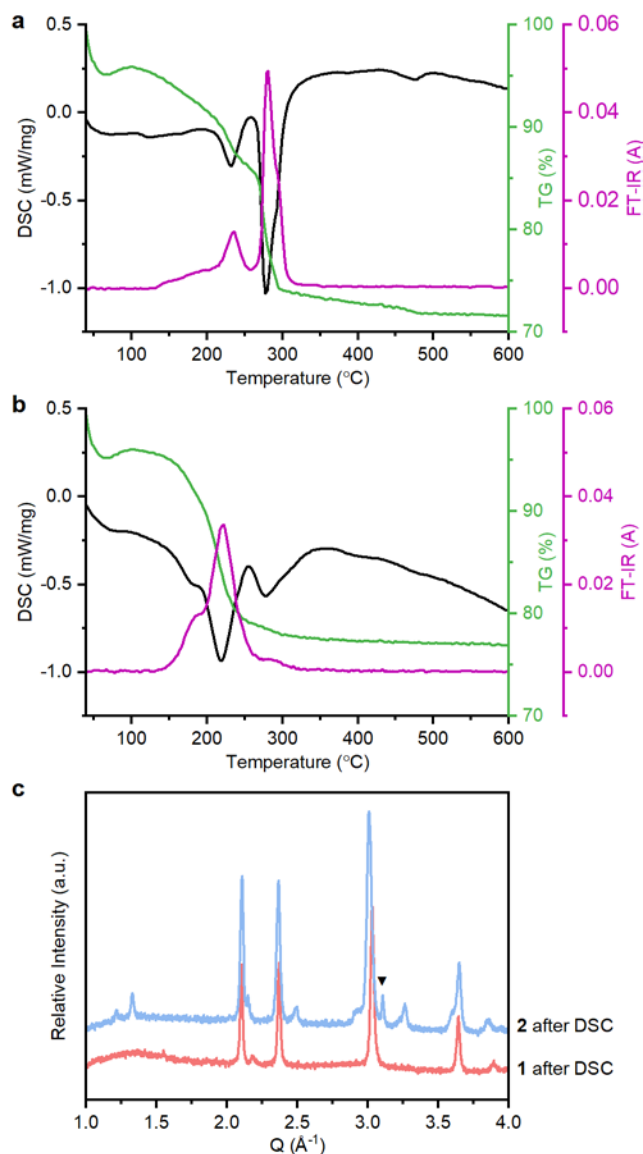 a
0.5
0.0
-0.5
-1.0
DSC (mW/mg)
100
90
80
70
TG (%)
0.06
0.04
0.02
0.00
FT-IR (A)
100 200 300 400 500 600
Temperature (°C)
b
0.5
0.0
-0.5
-1.0
DSC (mW/mg)
100
90
80
70
TG (%)
0.06
0.04
0.02
0.00
FT-IR (A)
100 200 300 400 500 600
Temperature (°C)
c
Relative Intensity (a.u.)
2 after DSC
1 after DSC
1.0 1.5 2.0 2.5 3.0 3.5 4.0
Q (Å⁻¹)